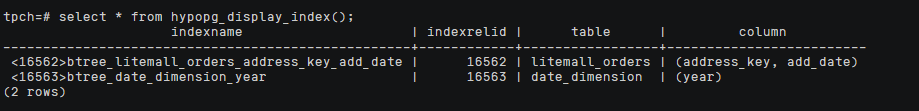 tpch=# select * from hypopg_display_index();
                   indexname                   | indexrelid |     table       |         column
-----------------------------------------------+------------+-----------------+-------------------------
 <16562>btree_litemall_orders_address_key_add_date |      16562 | litemall_orders | (address_key, add_date)
 <16563>btree_date_dimension_year                  |      16563 | date_dimension  | (year)
(2 rows)